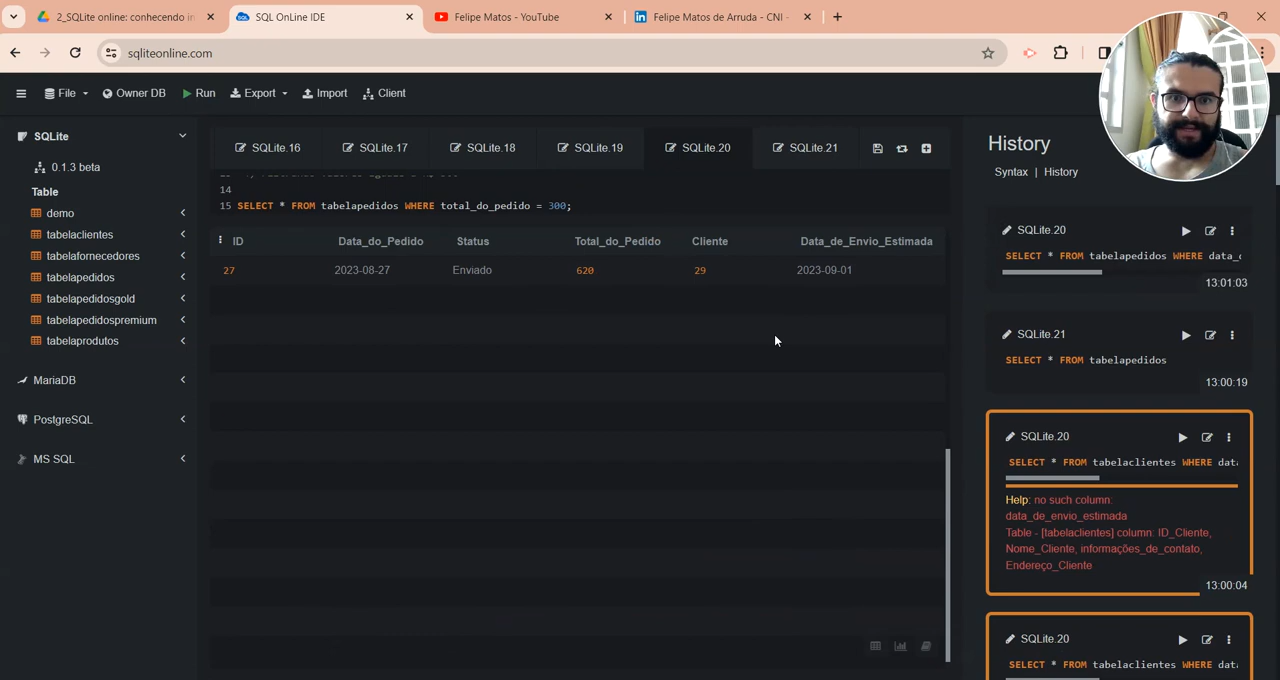 2_SQLite online: conhecendo in
SQL OnLine IDE
Felipe Matos - YouTube
Felipe Matos de Arruda - CNI -
sqliteonline.com
File
Owner DB
Run
Export
Import
Client
SQLite
0.1.3 beta
Table
demo
tabelaclientes
tabelafornecedores
tabelapedidos
tabelapedidosgold
tabelapedidospremium
tabelaprodutos
MariaDB
PostgreSQL
MS SQL
SQLite.16
SQLite.17
SQLite.18
SQLite.19
SQLite.20
SQLite.21
14
15 SELECT * FROM tabelapedidos WHERE total_do_pedido = 300;
ID Data_do_Pedido Status Total_do_Pedido Cliente Data_de_Envio_Estimada
27 2023-08-27 Enviado 620 29 2023-09-01
History
Syntax | History
SQLite.20
SELECT * FROM tabelapedidos WHERE data_
13:01:03
SQLite.21
SELECT * FROM tabelapedidos
13:00:19
SQLite.20
SELECT * FROM tabelaclientes WHERE dat
Help: no such column:
data_de_envio_estimada
Table - [tabelaclientes] column: ID_Cliente,
Nome_Cliente, informações_de_contato,
Endereço_Cliente
13:00:04
SQLite.20
SELECT * FROM tabelaclientes WHERE dat